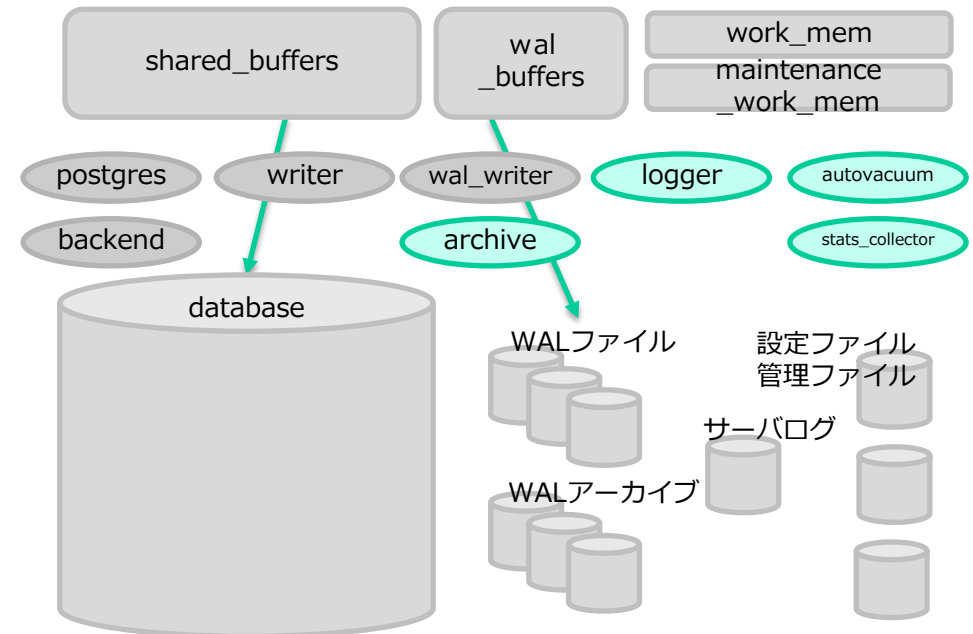 shared_buffers
wal
_buffers
work_mem
maintenance
_work_mem
postgres
writer
wal_writer
logger
autovacuum
backend
archive
stats_collector
database
WALファイル
設定ファイル
管理ファイル
サーバログ
WALアーカイブ